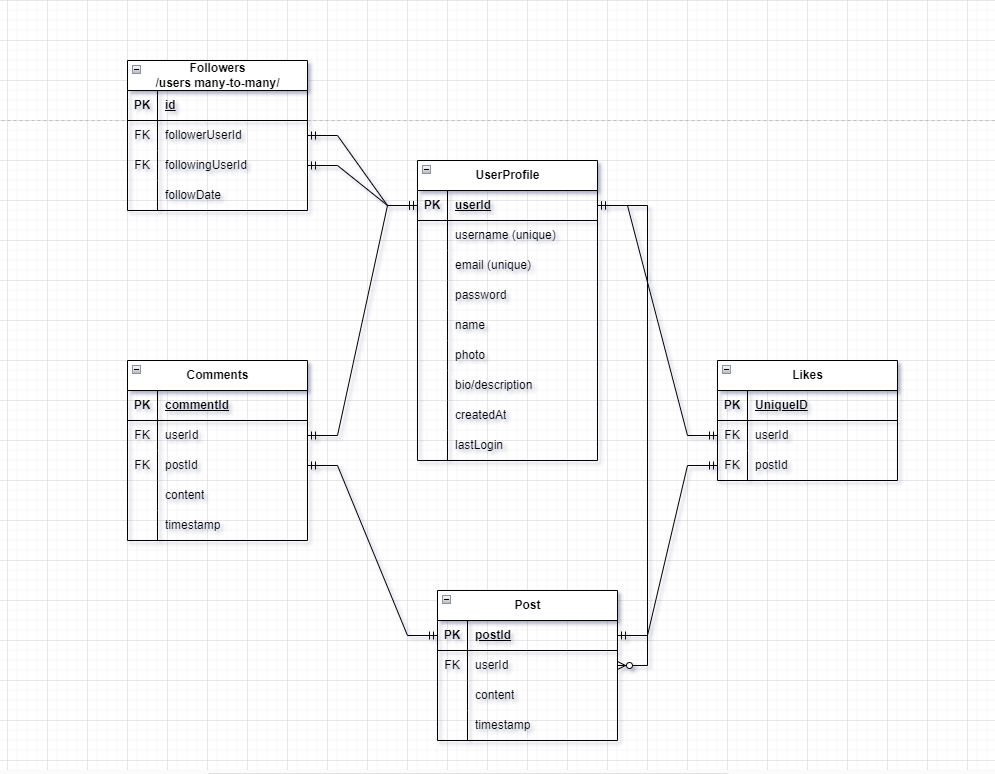 Followers
/users many-to-many/
PK id
FK followerUserId
FK followingUserId
followDate
UserProfile
PK userId
username (unique)
email (unique)
password
name
photo
bio/description
createdAt
lastLogin
Comments
PK commentId
FK userId
FK postId
content
timestamp
Likes
PK UniqueID
FK userId
FK postId
Post
PK postId
FK userId
content
timestamp